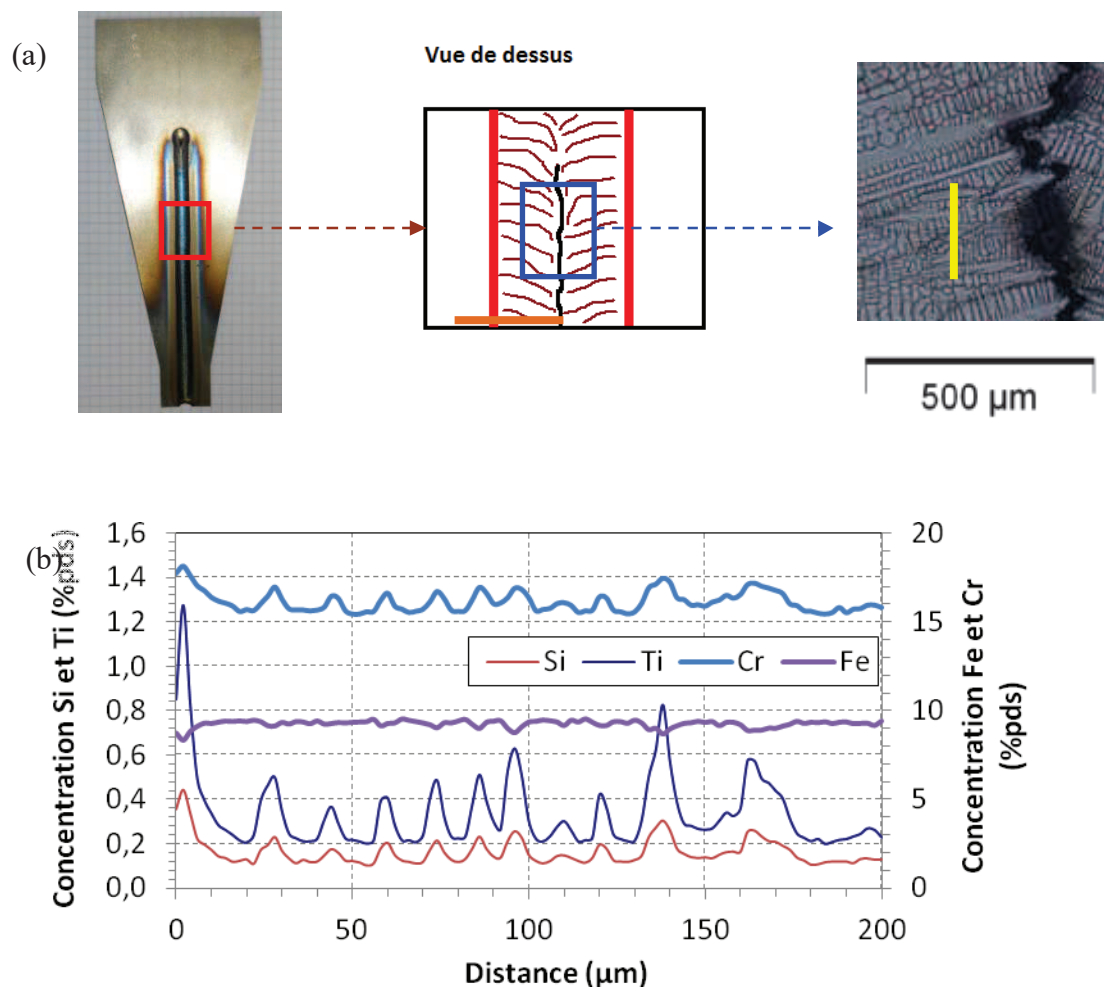 (a)
Vue de dessus
500 µm
(b)
Concentration Si et Ti (%pds)
1,6
1,4
1,2
1,0
0,8
0,6
0,4
0,2
0,0
Si Ti Cr Fe
20
15
10
5
0
Concentration Fe et Cr
(%pds)
0 50 100 150 200
Distance (µm)